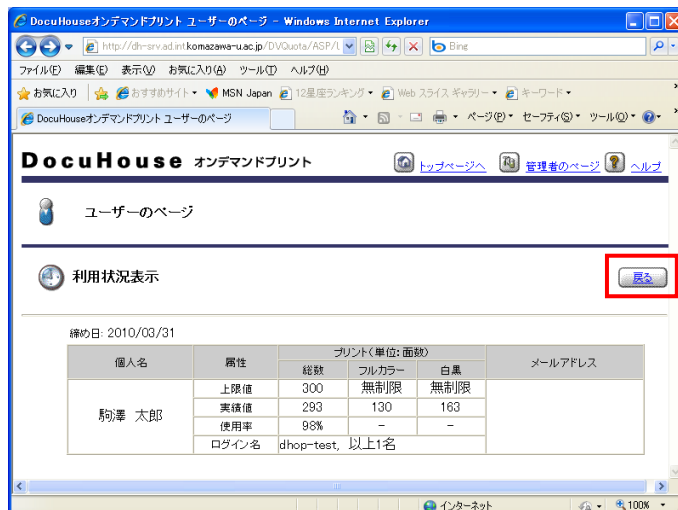 DocuHouseオンデマンドプリント ユーザーのページ - Windows Internet Explorer
http://dh-srv.ad.int.komazawa-u.ac.jp/DVQuota/ASP/U
Bing
ファイル(F) 編集(E) 表示(V) お気に入り(A) ツール(T) ヘルプ(H)
お気に入り おすすめサイト MSN Japan 12星座ランキング Web スライス ギャラリー キーワード
DocuHouseオンデマンドプリント ユーザーのページ ページ(P) セーフティ(S) ツール(O)
DocuHouse オンデマンドプリント トップページへ 管理者のページ ヘルプ
ユーザーのページ
利用状況表示 戻る
締め日: 2010/03/31
個人名 属性 プリント(単位: 面数) メールアドレス
総数 フルカラー 白黒
上限値 300 無制限 無制限
駒澤 太郎 実績値 293 130 163
使用率 98% - -
ログイン名 dhop-test, 以上1名
インターネット 100%